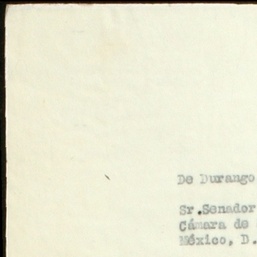 De Durango
Sr.Senador
Cámara de
México, D.